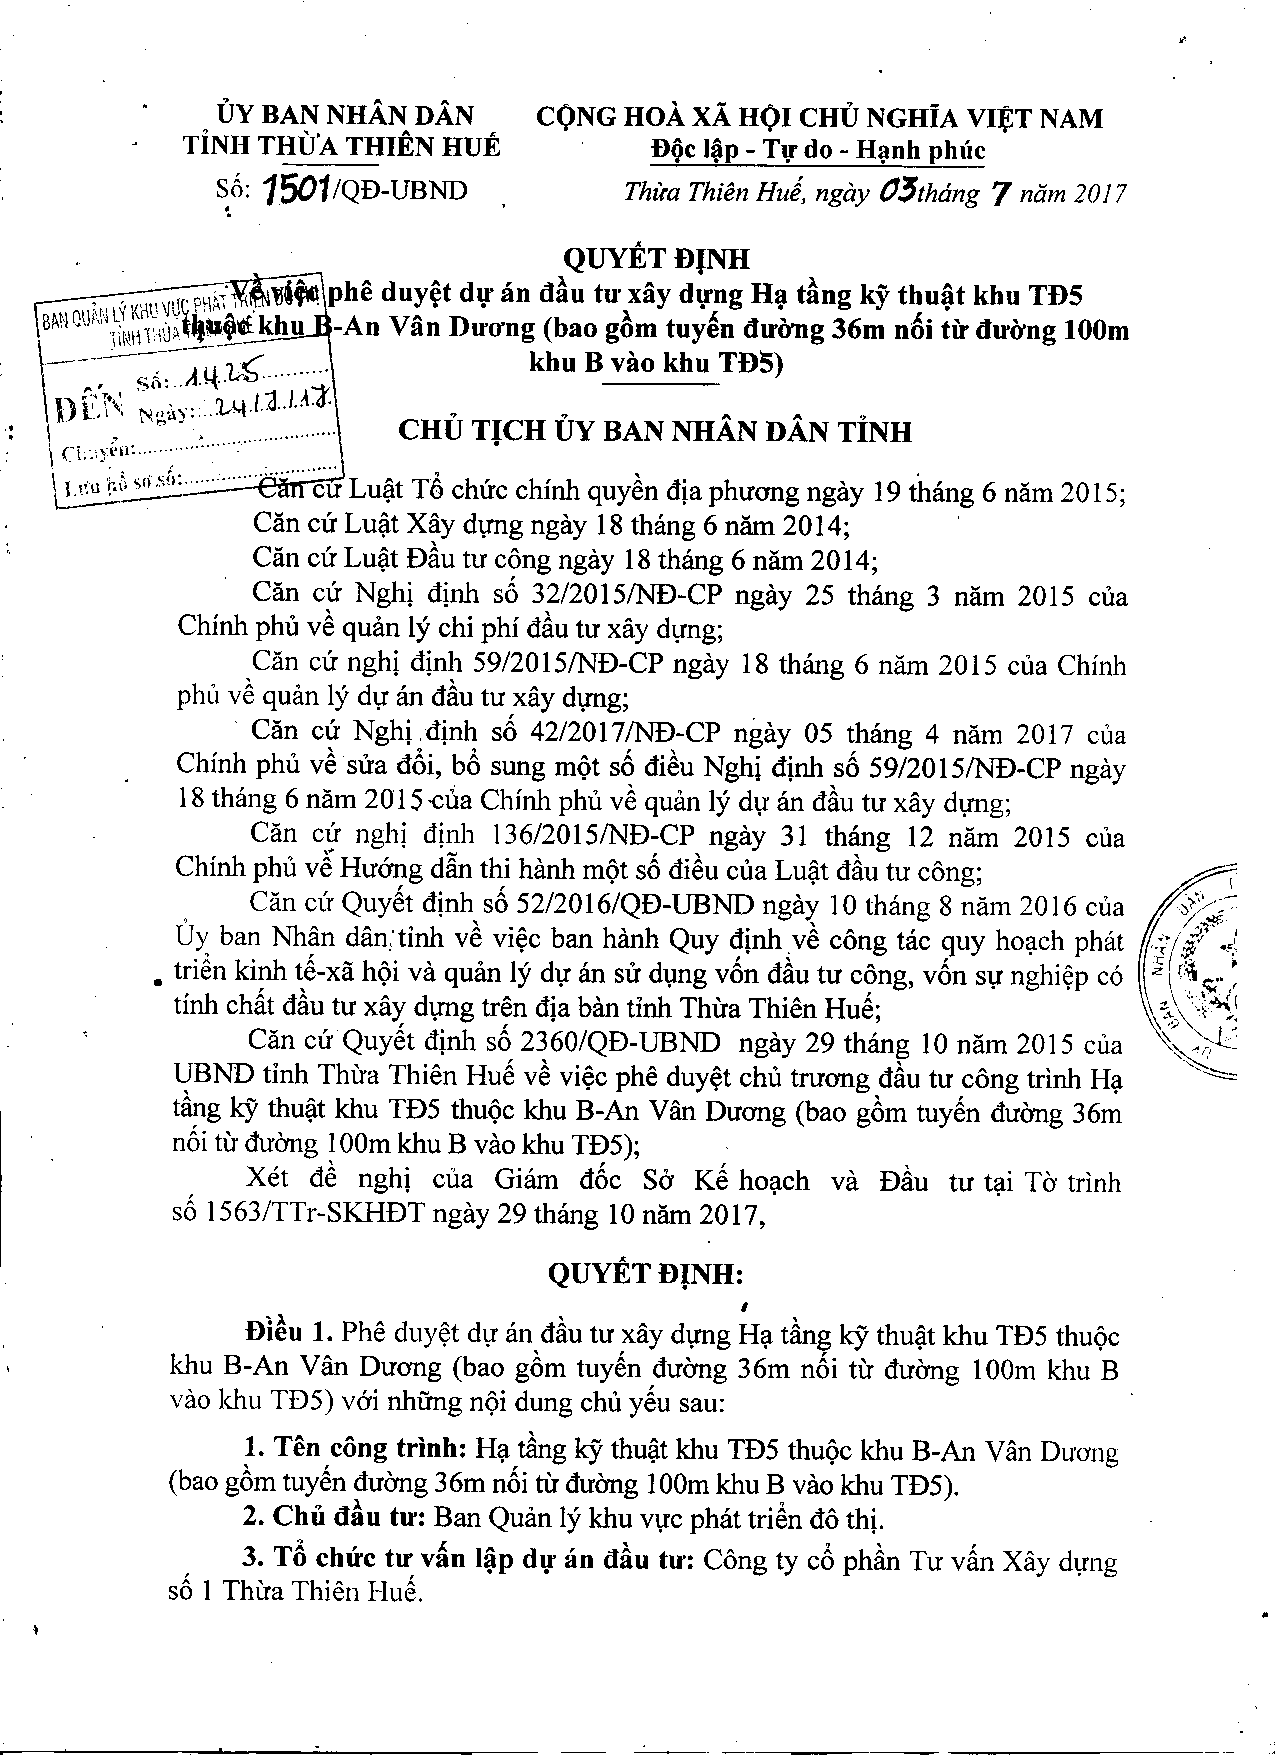 ỦY BAN NHÂN DÂN
TỈNH THỪA THIÊN HUẾ
CỘNG HOÀ XÃ HỘI CHỦ NGHĨA VIỆT NAM
Độc lập - Tự do - Hạnh phúc
Số: 1501/QĐ-UBND
Thừa Thiên Huế, ngày 03 tháng 7 năm 2017
QUYẾT ĐỊNH
Về việc phê duyệt dự án đầu tư xây dựng Hạ tầng kỹ thuật khu TĐ5
thuộc khu B-An Vân Dương (bao gồm tuyến đường 36m nối từ đường 100m
khu B vào khu TĐ5)
BAN QUẢN LÝ KHU VỰC PHÁT TRIỂN
TỈNH THỪA
ĐẾN
Số: 1425
Ngày: 24/7/17
Chuyển:
Lưu hồ sơ số:
CHỦ TỊCH ỦY BAN NHÂN DÂN TỈNH
Căn cứ Luật Tổ chức chính quyền địa phương ngày 19 tháng 6 năm 2015;
Căn cứ Luật Xây dựng ngày 18 tháng 6 năm 2014;
Căn cứ Luật Đầu tư công ngày 18 tháng 6 năm 2014;
Căn cứ Nghị định số 32/2015/NĐ-CP ngày 25 tháng 3 năm 2015 của
Chính phủ về quản lý chi phí đầu tư xây dựng;
Căn cứ nghị định 59/2015/NĐ-CP ngày 18 tháng 6 năm 2015 của Chính
phủ về quản lý dự án đầu tư xây dựng;
Căn cứ Nghị định số 42/2017/NĐ-CP ngày 05 tháng 4 năm 2017 của
Chính phủ về sửa đổi, bổ sung một số điều Nghị định số 59/2015/NĐ-CP ngày
18 tháng 6 năm 2015 của Chính phủ về quản lý dự án đầu tư xây dựng;
Căn cứ nghị định 136/2015/NĐ-CP ngày 31 tháng 12 năm 2015 của
Chính phủ về Hướng dẫn thi hành một số điều của Luật đầu tư công;
Căn cứ Quyết định số 52/2016/QĐ-UBND ngày 10 tháng 8 năm 2016 của
Ủy ban Nhân dân tỉnh về việc ban hành Quy định về công tác quy hoạch phát
triển kinh tế-xã hội và quản lý dự án sử dụng vốn đầu tư công, vốn sự nghiệp có
tính chất đầu tư xây dựng trên địa bàn tỉnh Thừa Thiên Huế;
Căn cứ Quyết định số 2360/QĐ-UBND ngày 29 tháng 10 năm 2015 của
UBND tỉnh Thừa Thiên Huế về việc phê duyệt chủ trương đầu tư công trình Hạ
tầng kỹ thuật khu TĐ5 thuộc khu B-An Vân Dương (bao gồm tuyến đường 36m
nối từ đường 100m khu B vào khu TĐ5);
Xét đề nghị của Giám đốc Sở Kế hoạch và Đầu tư tại Tờ trình
số 1563/TTr-SKHĐT ngày 29 tháng 10 năm 2017,
QUYẾT ĐỊNH:
Điều 1. Phê duyệt dự án đầu tư xây dựng Hạ tầng kỹ thuật khu TĐ5 thuộc
khu B-An Vân Dương (bao gồm tuyến đường 36m nối từ đường 100m khu B
vào khu TĐ5) với những nội dung chủ yếu sau:
1. Tên công trình: Hạ tầng kỹ thuật khu TĐ5 thuộc khu B-An Vân Dương
(bao gồm tuyến đường 36m nối từ đường 100m khu B vào khu TĐ5).
2. Chủ đầu tư: Ban Quản lý khu vực phát triển đô thị.
3. Tổ chức tư vấn lập dự án đầu tư: Công ty cổ phần Tư vấn Xây dựng
số 1 Thừa Thiên Huế.